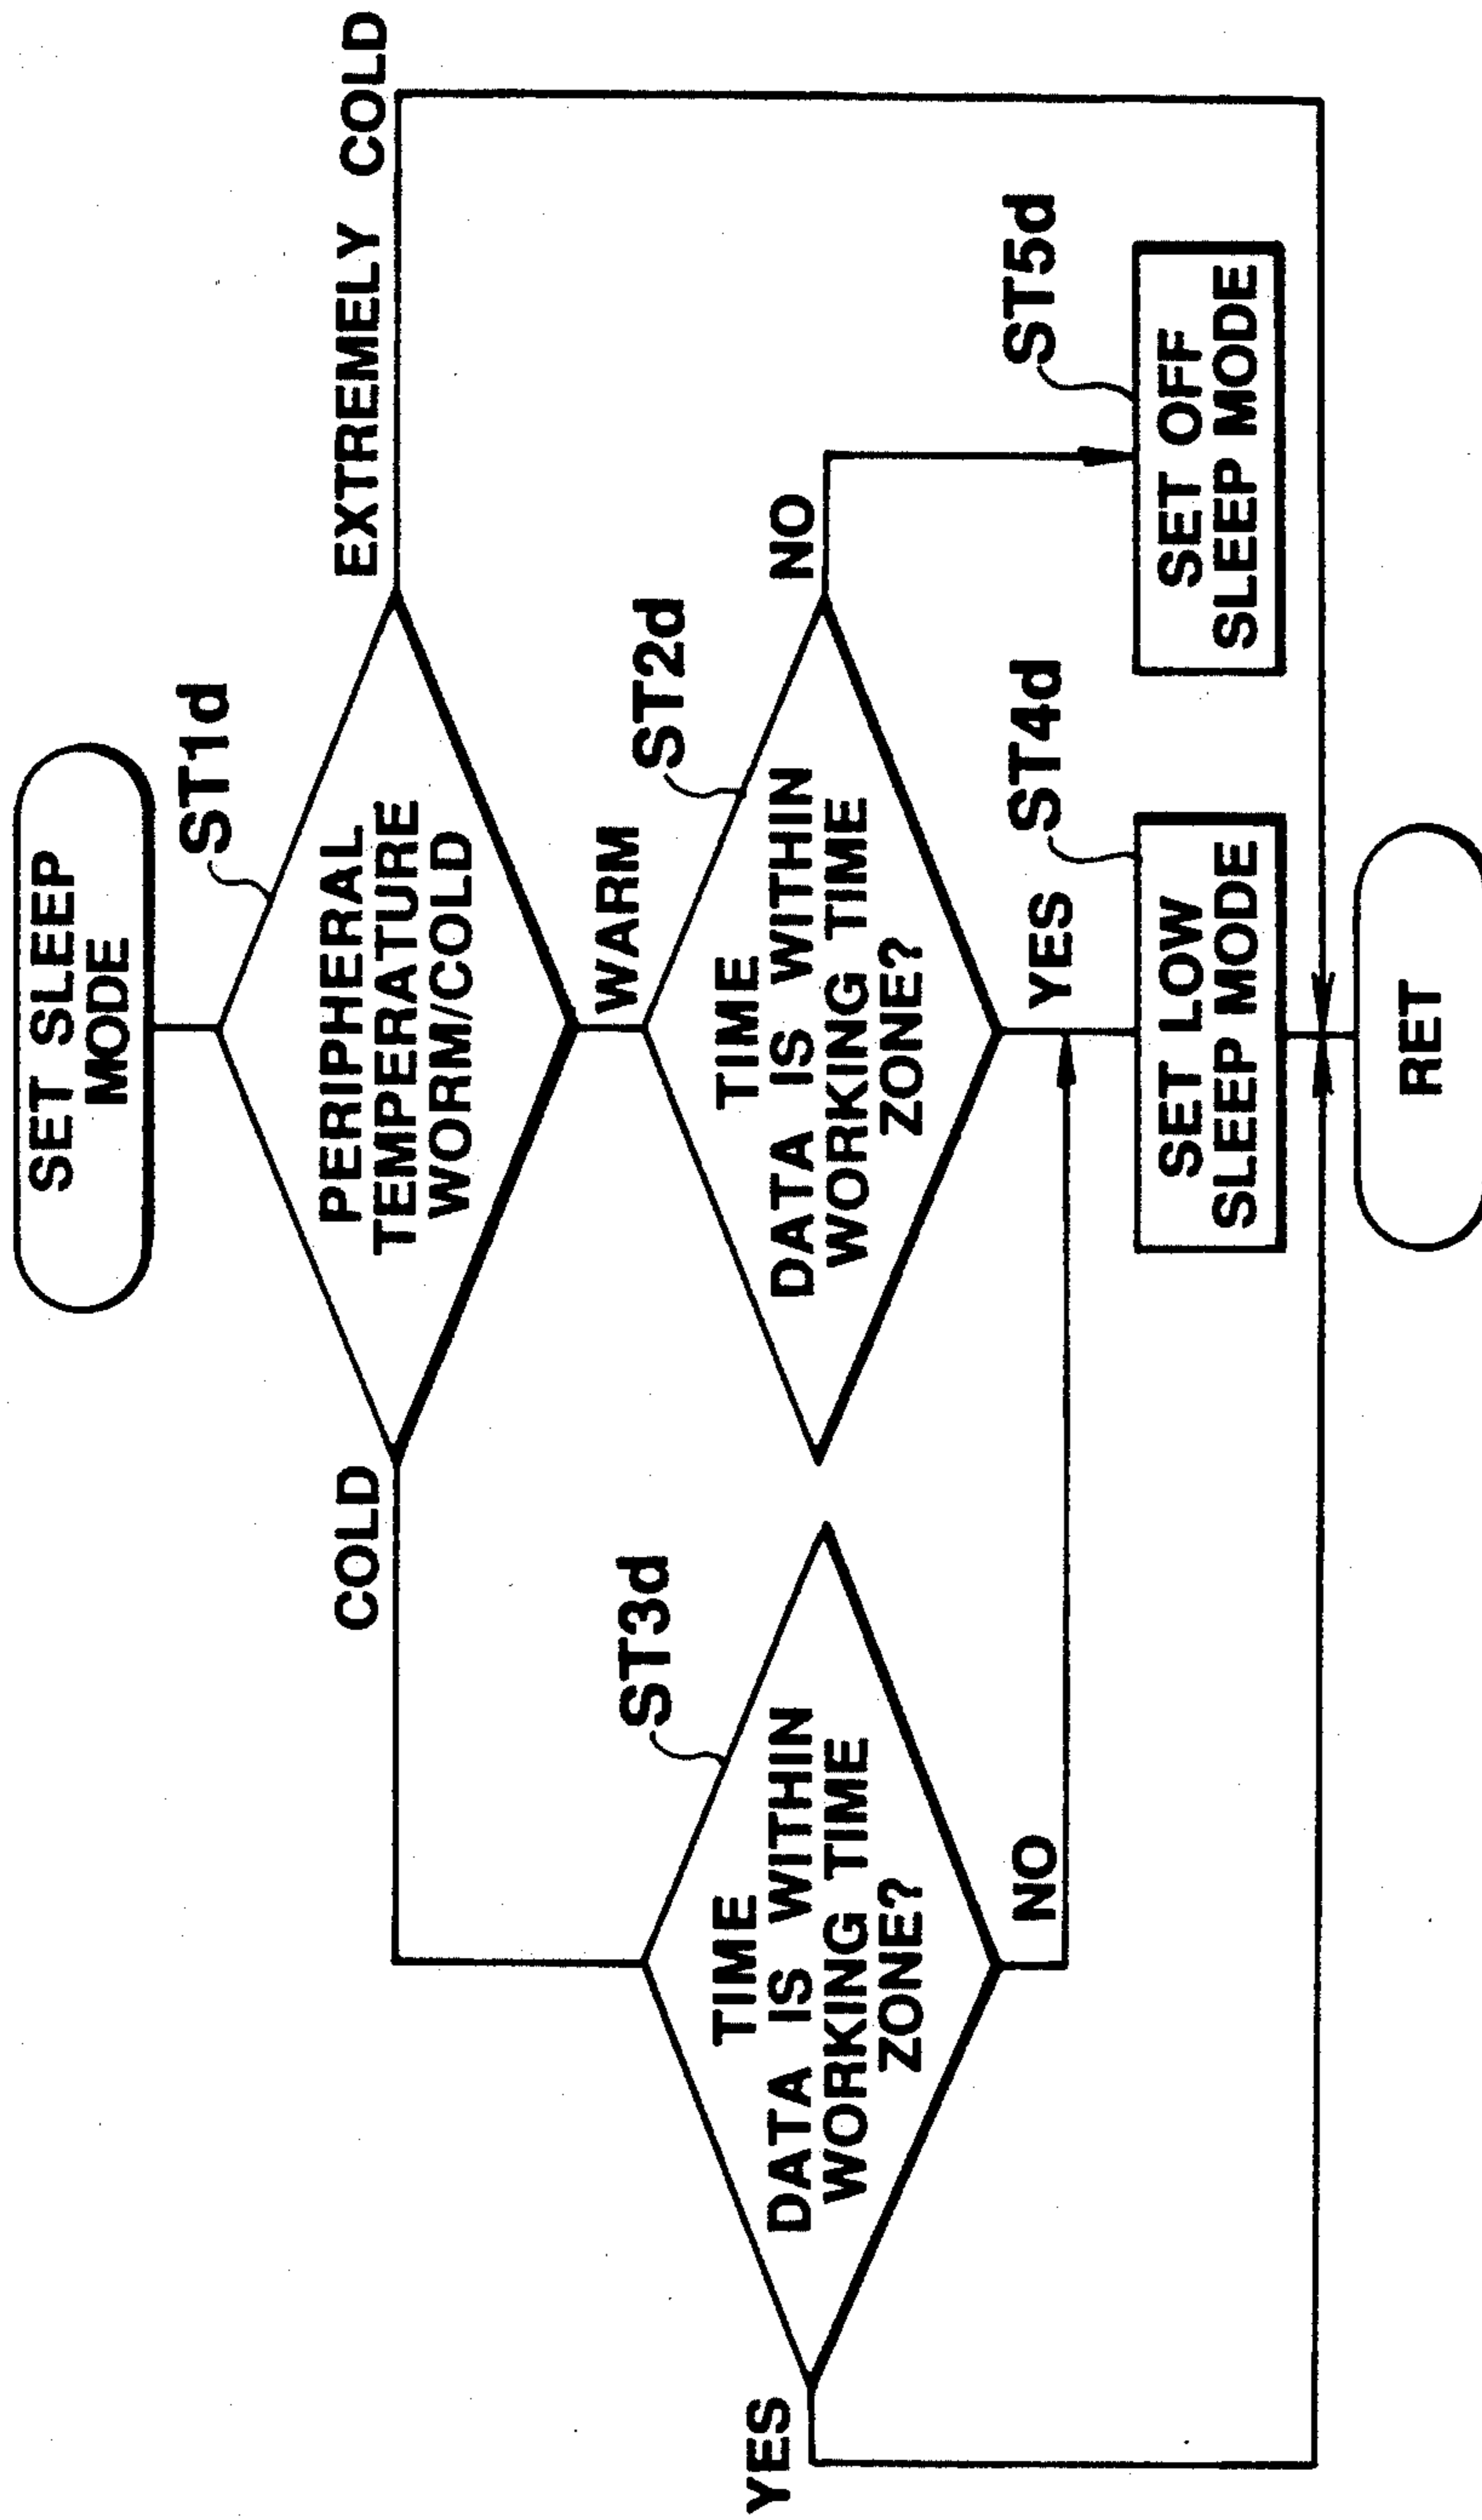 SET SLEEP
MODE
ST1d
PERIPHERAL
TEMPERATURE
WORM/COLD
COLD
EXTREMELY COLD
WARM
ST3d
ST2d
TIME
DATA IS WITHIN
WORKING TIME
ZONE?
YES
NO
TIME
DATA IS WITHIN
WORKING TIME
ZONE?
NO
YES
ST4d
ST5d
SET LOW
SLEEP MODE
SET OFF
SLEEP MODE
RET